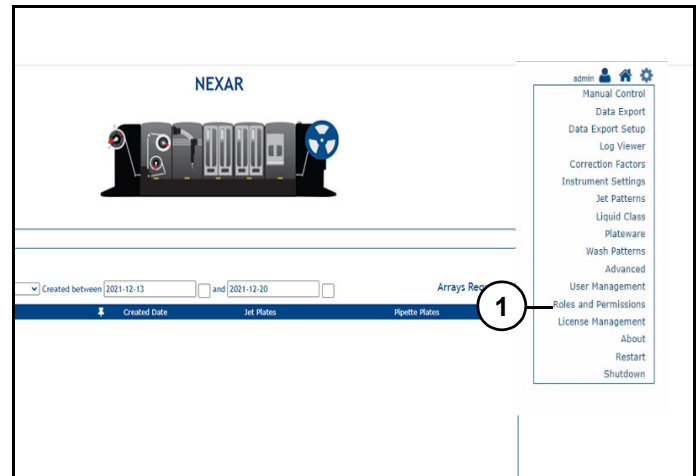 NEXAR
admin
Manual Control
Data Export
Data Export Setup
Log Viewer
Correction Factors
Instrument Settings
Jet Patterns
Liquid Class
Plateware
Wash Patterns
Advanced
User Management
Roles and Permissions
License Management
About
Restart
Shutdown
Created between 2021-12-13 and 2021-12-20 Arrays
1
Created Date Jet Plates Pipette Plates